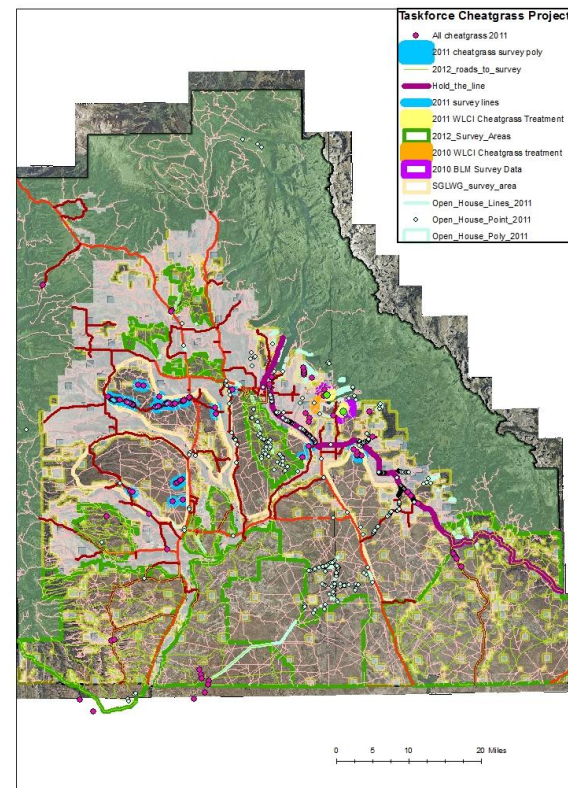 Taskforce Cheatgrass Project
All cheatgrass 2011
2011 cheatgrass survey poly
2012_roads_to_survey
Hold_the_line
2011 survey lines
2011 WLCI Cheatgrass Treatment
2012_Survey_Areas
2010 WLCI Cheatgrass treatment
2010 BLM Survey Data
SGLWG_survey_area
Open_House_Lines_2011
Open_House_Point_2011
Open_House_Poly_2011
0 5 10 20 Miles